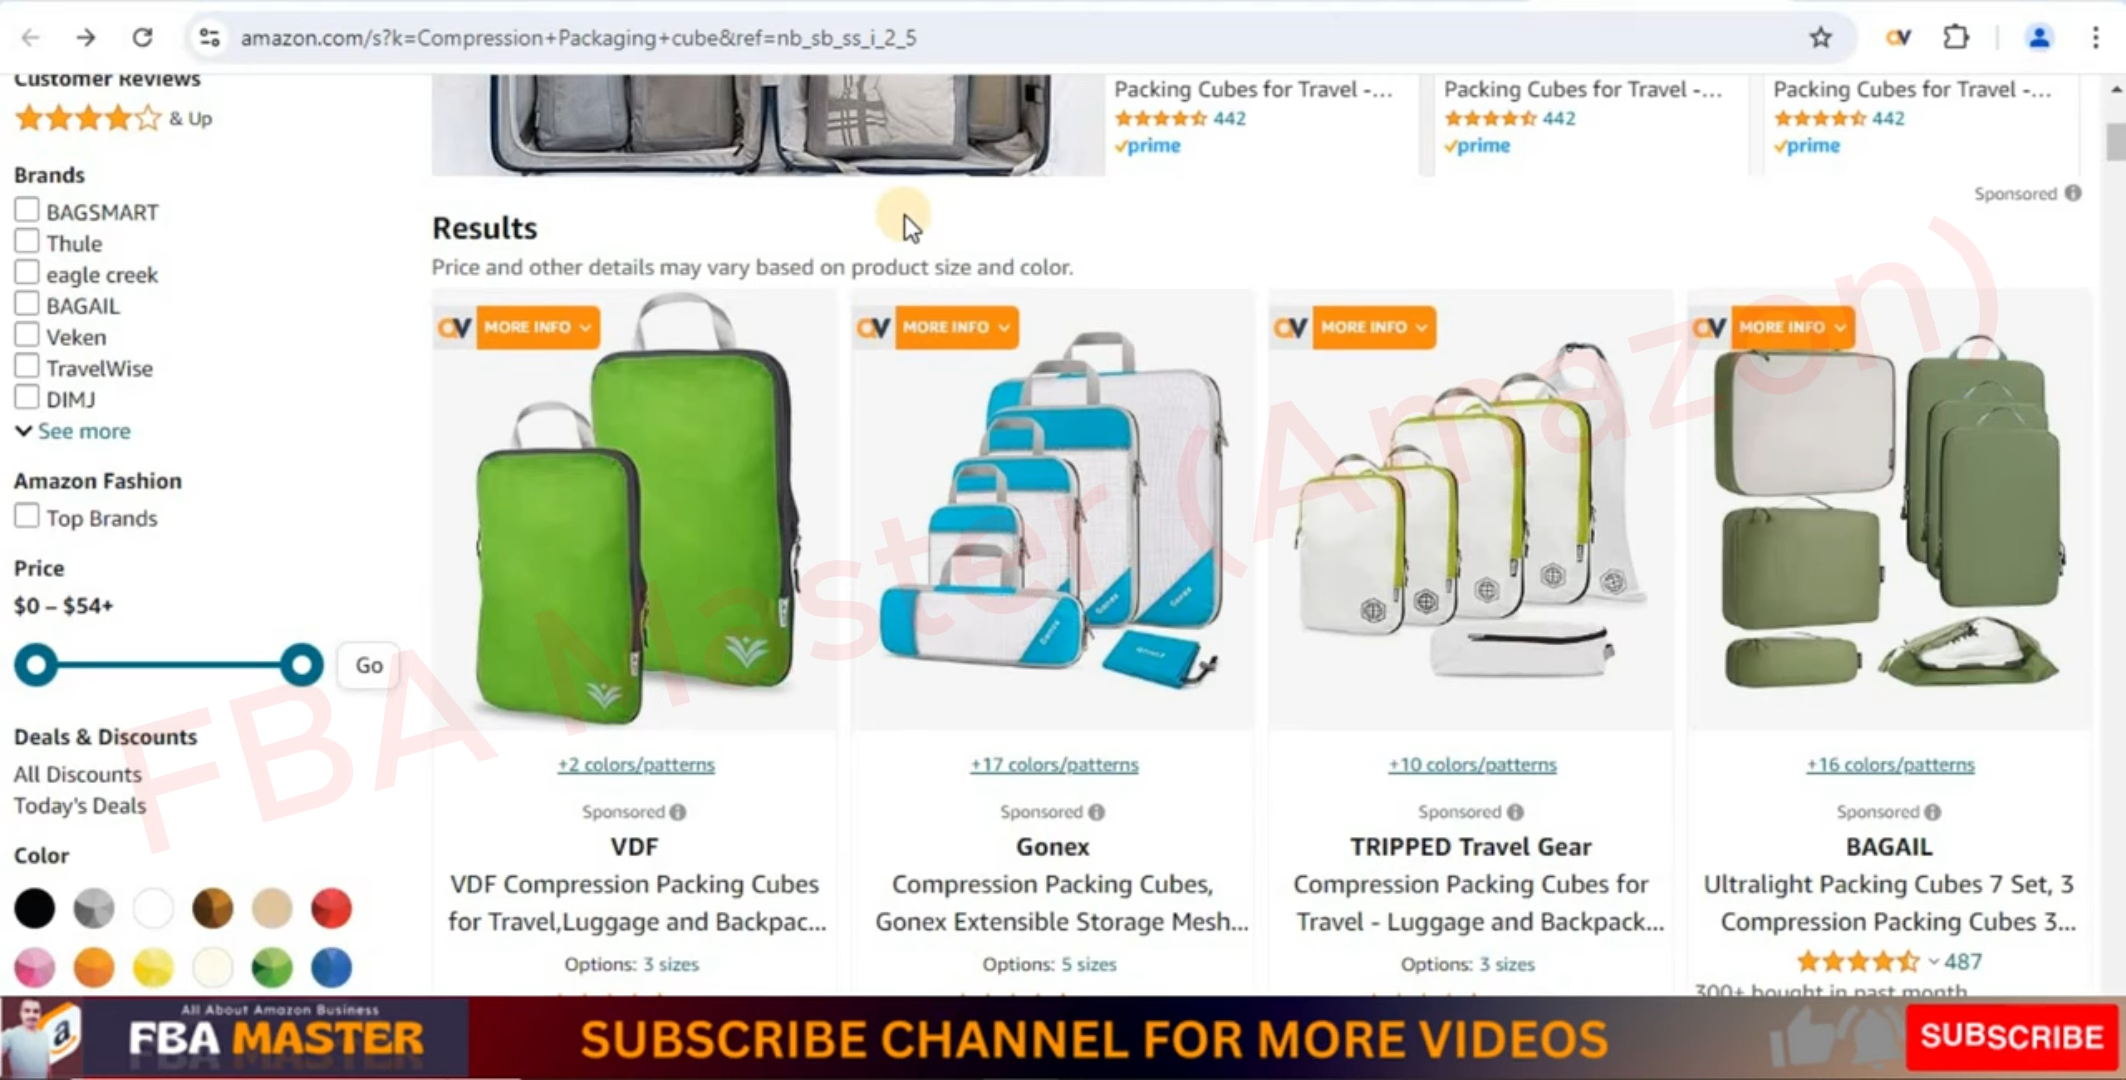 amazon.com/s?k=Compression+Packaging+cube&ref=nb_sb_ss_i_2_5
Customer Reviews
& Up
Brands
BAGSMART
Thule
eagle creek
BAGAIL
Veken
TravelWise
DIMJ
See more
Amazon Fashion
Top Brands
Price
$0 – $54+
Go
Deals & Discounts
All Discounts
Today's Deals
Color
Packing Cubes for Travel -...
442
prime
Packing Cubes for Travel -...
442
prime
Packing Cubes for Travel -...
442
prime
Sponsored
Results
Price and other details may vary based on product size and color.
MORE INFO
MORE INFO
MORE INFO
MORE INFO
Gonex
Gonex
Gonex
+2 colors/patterns
Sponsored
VDF
VDF Compression Packing Cubes
for Travel,Luggage and Backpac...
Options: 3 sizes
+17 colors/patterns
Sponsored
Gonex
Compression Packing Cubes,
Gonex Extensible Storage Mesh...
Options: 5 sizes
+10 colors/patterns
Sponsored
TRIPPED Travel Gear
Compression Packing Cubes for
Travel - Luggage and Backpack...
Options: 3 sizes
+16 colors/patterns
Sponsored
BAGAIL
Ultralight Packing Cubes 7 Set, 3
Compression Packing Cubes 3...
487
300+ bought in past month
FBA Master (Amazon)
All About Amazon Business
FBA MASTER
SUBSCRIBE CHANNEL FOR MORE VIDEOS
SUBSCRIBE